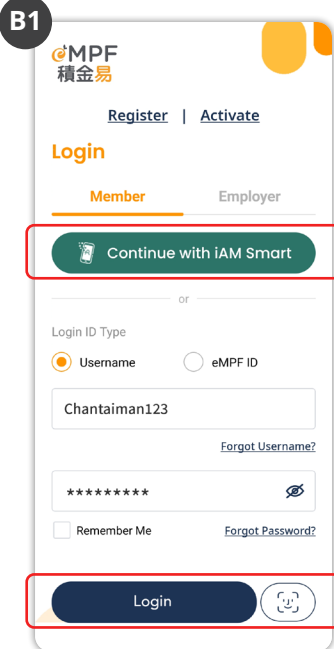 B1
eMPF
積金易
Register | Activate
Login
Member Employer
Continue with iAM Smart
or
Login ID Type
Username eMPF ID
Chantaiman123
Forgot Username?
*********
Remember Me Forgot Password?
Login